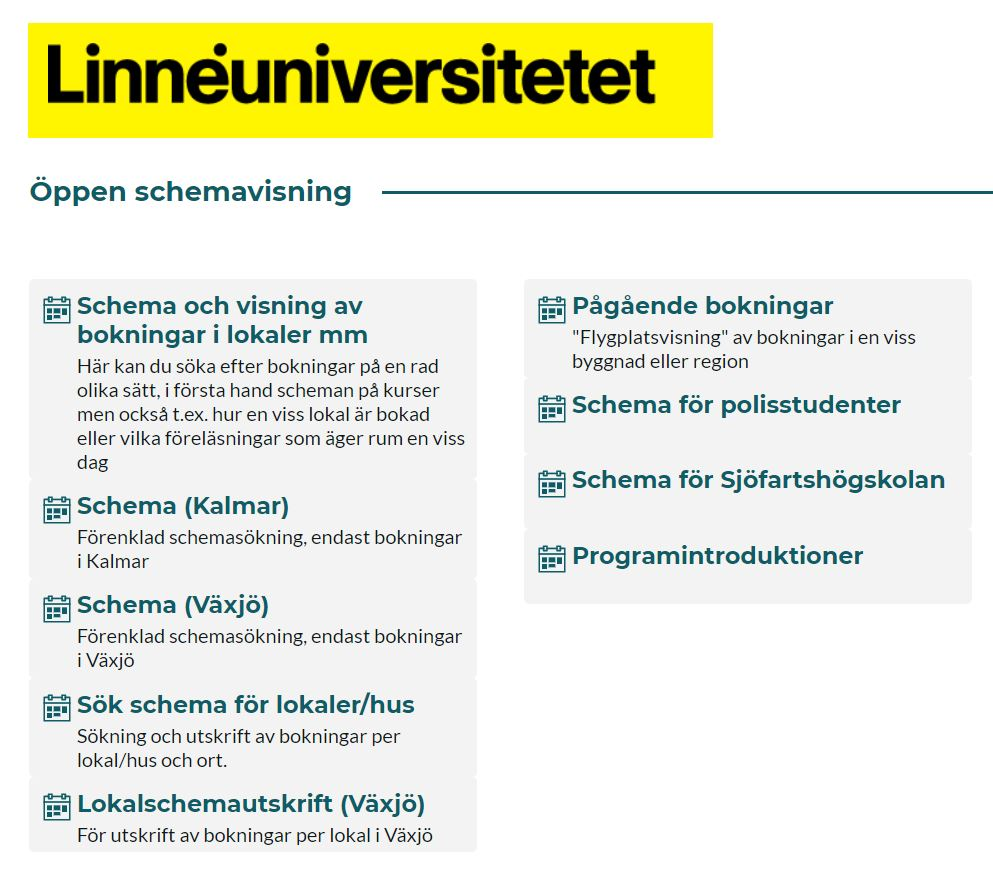 Linnéuniversitetet
Öppen schemavisning
Schema och visning av
bokningar i lokaler mm
Här kan du söka efter bokningar på en rad
olika sätt, i första hand scheman på kurser
men också t.ex. hur en viss lokal är bokad
eller vilka föreläsningar som äger rum en viss
dag
Schema (Kalmar)
Förenklad schemasökning, endast bokningar
i Kalmar
Schema (Växjö)
Förenklad schemasökning, endast bokningar
i Växjö
Sök schema för lokaler/hus
Sökning och utskrift av bokningar per
lokal/hus och ort.
Lokalschemautskrift (Växjö)
För utskrift av bokningar per lokal i Växjö
Pågående bokningar
"Flygplatsvisning" av bokningar i en viss
byggnad eller region
Schema för polisstudenter
Schema för Sjöfartshögskolan
Programintroduktioner